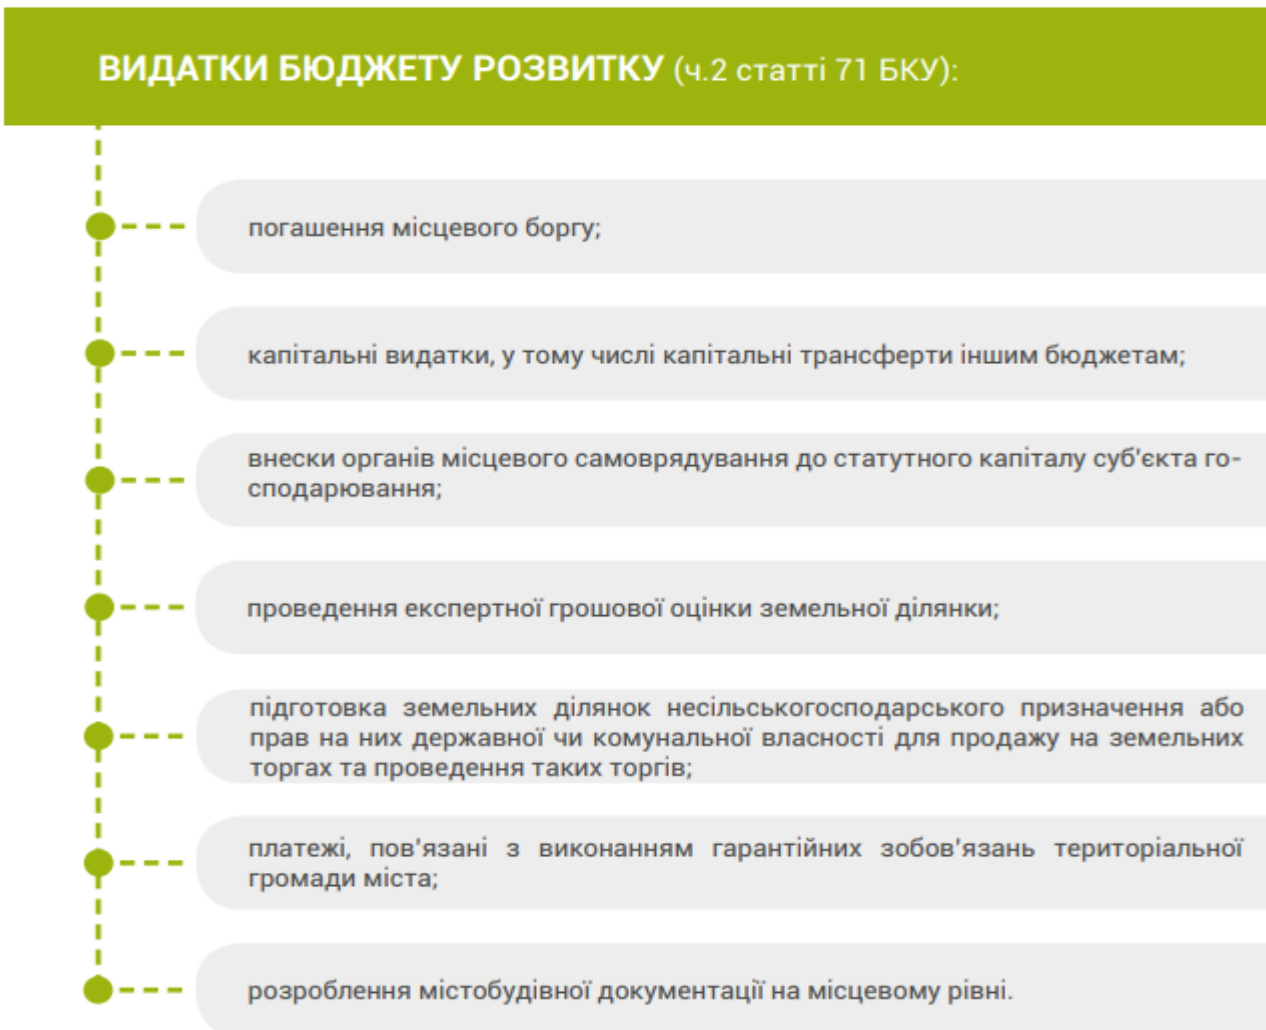 ВИДАТКИ БЮДЖЕТУ РОЗВИТКУ (ч.2 статті 71 БКУ):
погашення місцевого боргу;
капітальні видатки, у тому числі капітальні трансферти іншим бюджетам;
внески органів місцевого самоврядування до статутного капіталу суб'єкта го-
сподарювання;
проведення експертної грошової оцінки земельної ділянки;
підготовка земельних ділянок несільськогосподарського призначення або
прав на них державної чи комунальної власності для продажу на земельних
торгах та проведення таких торгів;
платежі, пов'язані з виконанням гарантійних зобов'язань територіальної
громади міста;
розроблення містобудівної документації на місцевому рівні.